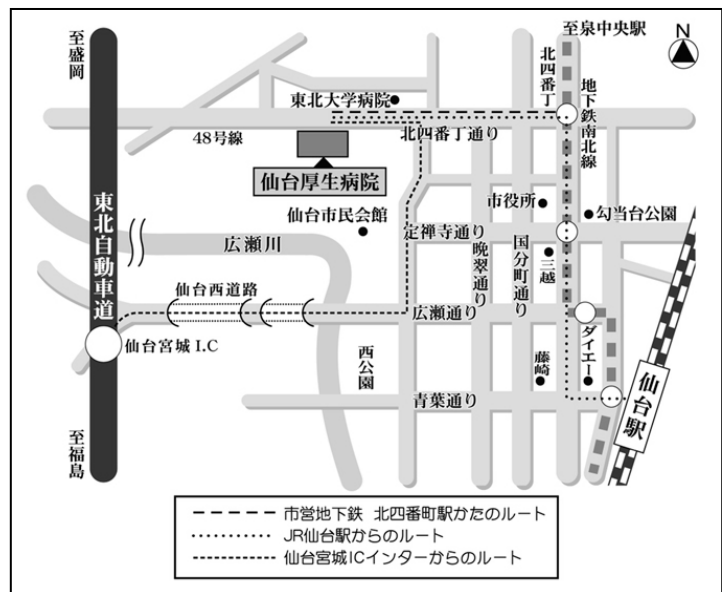 至盛岡
至泉中央駅
N
北四番丁
地下鉄南北線
東北大学病院
48号線
北四番丁通り
仙台厚生病院
東北自動車道
仙台市民会館
市役所
勾当台公園
定禅寺通り
広瀬川
晩翠通り
国分町通り
三越
仙台西道路
広瀬通り
仙台宮城I.C
西公園
藤崎
ダイエー
仙台駅
青葉通り
至福島
市営地下鉄 北四番町駅かたのルート
JR仙台駅からのルート
仙台宮城ICインターからのルート